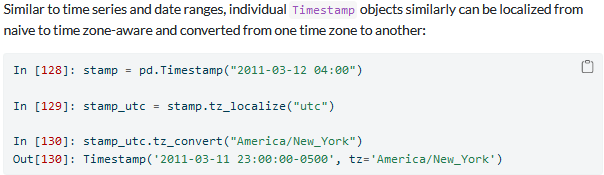 Similar to time series and date ranges, individual Timestamp objects similarly can be localized from
naive to time zone-aware and converted from one time zone to another:
In [128]: stamp = pd.Timestamp("2011-03-12 04:00")
In [129]: stamp_utc = stamp.tz_localize("utc")
In [130]: stamp_utc.tz_convert("America/New_York")
Out[130]: Timestamp('2011-03-11 23:00:00-0500', tz='America/New_York')